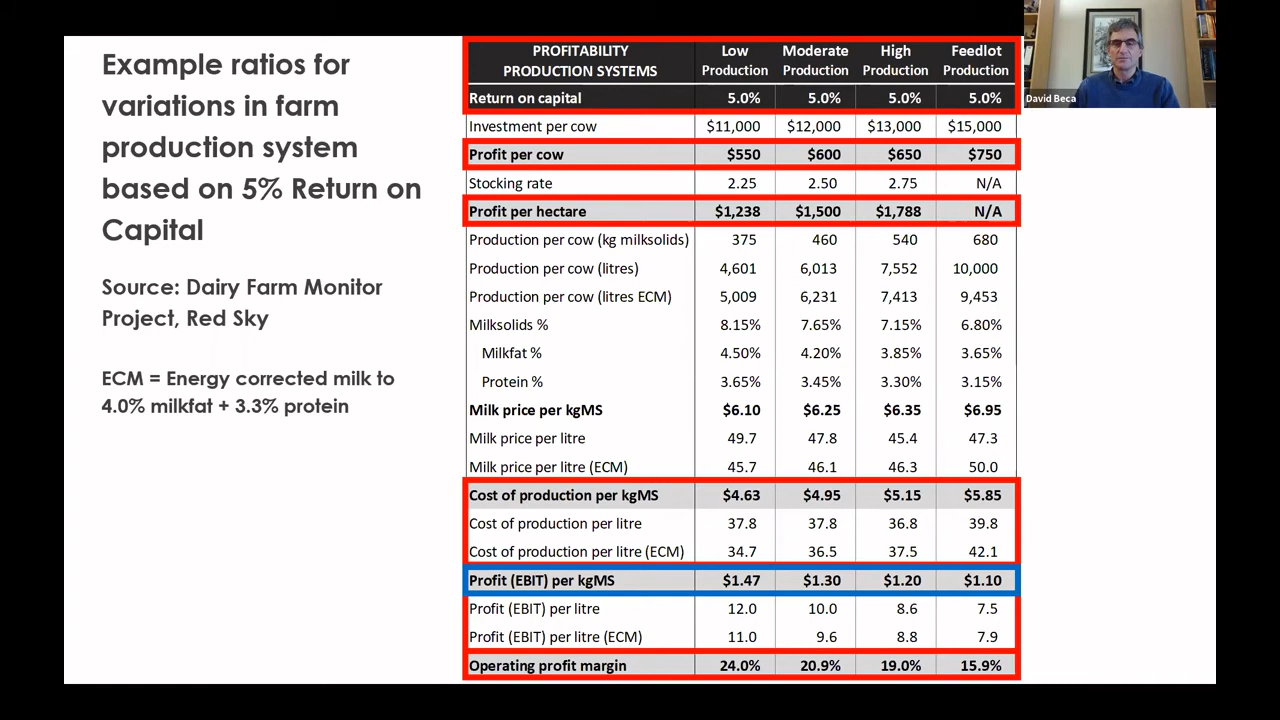 Example ratios for
variations in farm
production system
based on 5% Return on
Capital
Source: Dairy Farm Monitor
Project, Red Sky
ECM = Energy corrected milk to
4.0% milkfat + 3.3% protein
PROFITABILITY PRODUCTION SYSTEMS Low Production Moderate Production High Production Feedlot Production
Return on capital 5.0% 5.0% 5.0% 5.0%
Investment per cow $11,000 $12,000 $13,000 $15,000
Profit per cow $550 $600 $650 $750
Stocking rate 2.25 2.50 2.75 N/A
Profit per hectare $1,238 $1,500 $1,788 N/A
Production per cow (kg milksolids) 375 460 540 680
Production per cow (litres) 4,601 6,013 7,552 10,000
Production per cow (litres ECM) 5,009 6,231 7,413 9,453
Milksolids % 8.15% 7.65% 7.15% 6.80%
Milkfat % 4.50% 4.20% 3.85% 3.65%
Protein % 3.65% 3.45% 3.30% 3.15%
Milk price per kgMS $6.10 $6.25 $6.35 $6.95
Milk price per litre 49.7 47.8 45.4 47.3
Milk price per litre (ECM) 45.7 46.1 46.3 50.0
Cost of production per kgMS $4.63 $4.95 $5.15 $5.85
Cost of production per litre 37.8 37.8 36.8 39.8
Cost of production per litre (ECM) 34.7 36.5 37.5 42.1
Profit (EBIT) per kgMS $1.47 $1.30 $1.20 $1.10
Profit (EBIT) per litre 12.0 10.0 8.6 7.5
Profit (EBIT) per litre (ECM) 11.0 9.6 8.8 7.9
Operating profit margin 24.0% 20.9% 19.0% 15.9%
David Beca